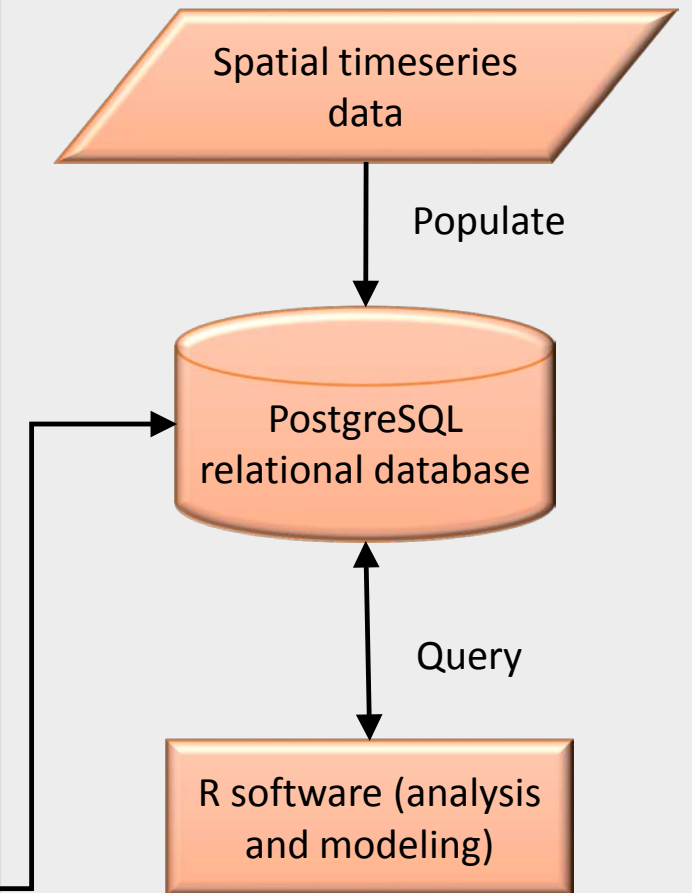 Spatial timeseries
data
Populate
PostgreSQL
relational database
Query
R software (analysis
and modeling)